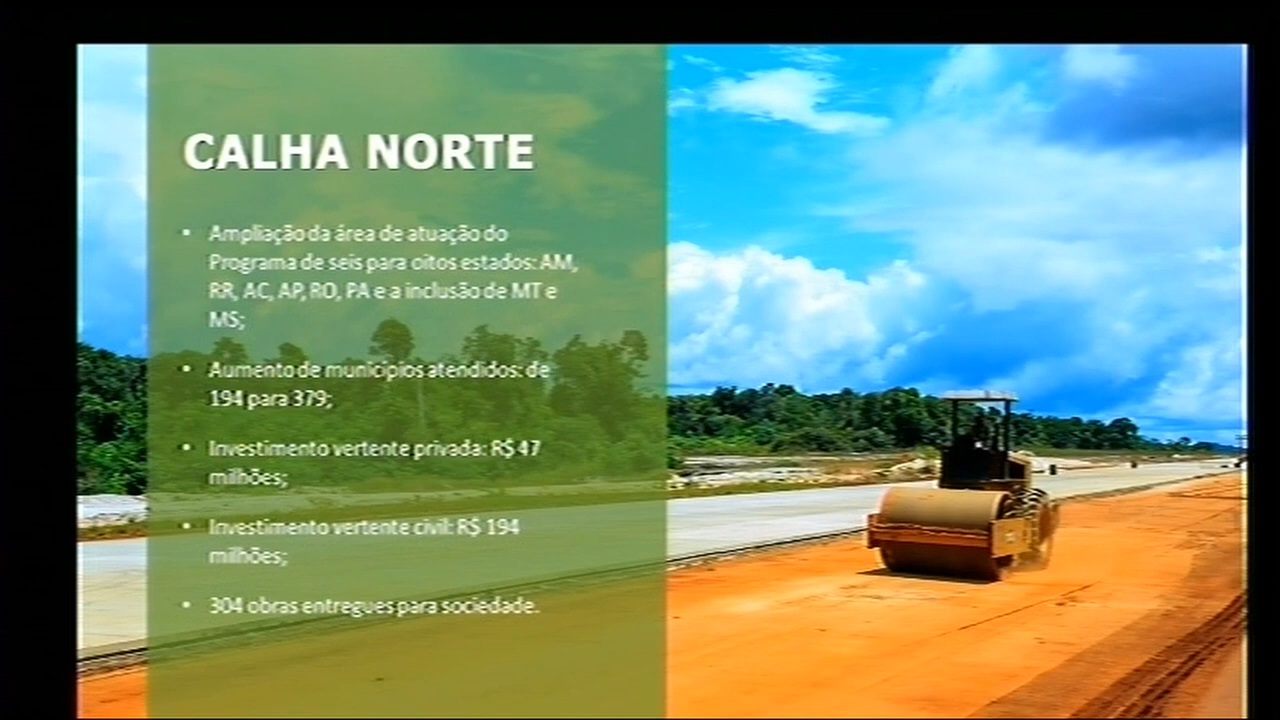 CALHA NORTE
• Ampliação da área de atuação do
Programa de seis para oitos estados: AM,
RR, AC, AP, RO, PA e a inclusão de MT e
MS;
• Aumento de municípios atendidos: de
194 para 379;
• Investimento vertente privada: R$ 47
milhões;
• Investimento vertente civil: R$ 194
milhões;
• 304 obras entregues para sociedade.